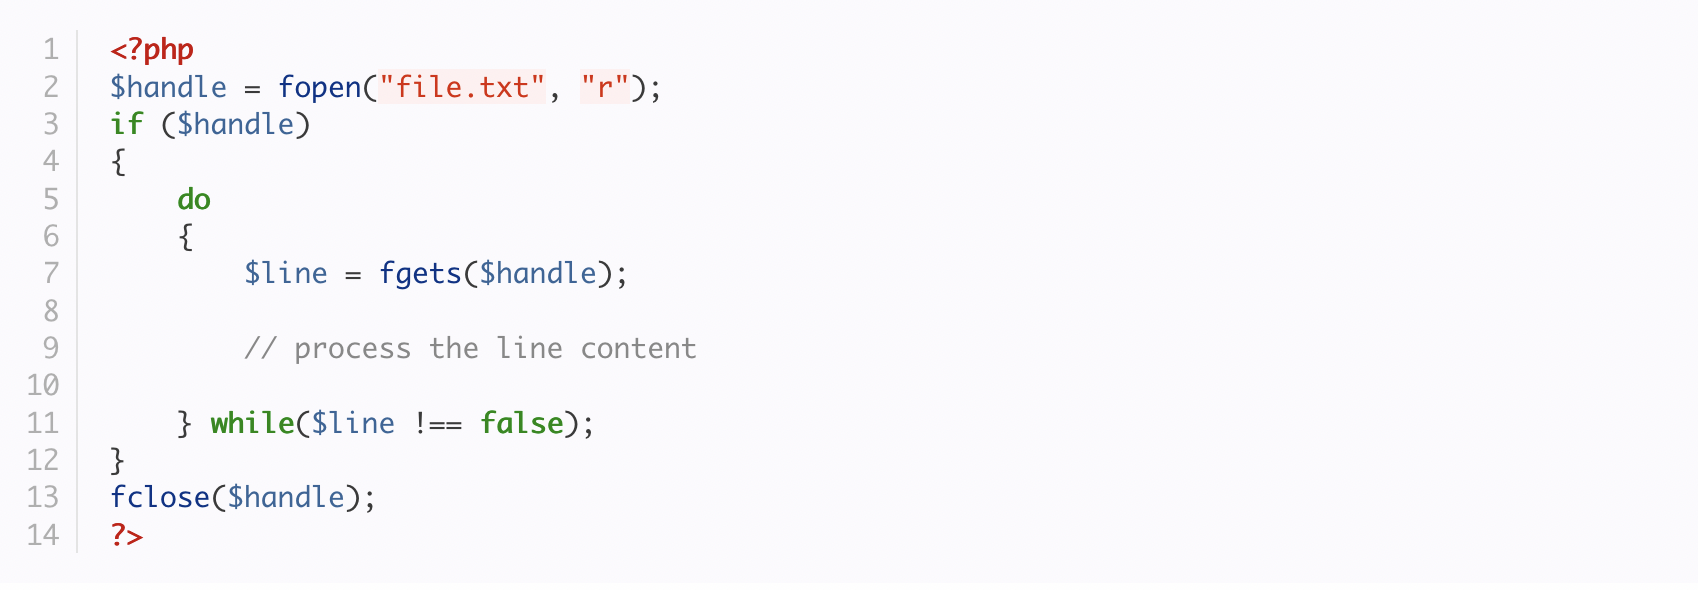 1 <?php
2 $handle = fopen("file.txt", "r");
3 if ($handle)
4 {
5     do
6     {
7         $line = fgets($handle);
8
9         // process the line content
10
11     } while($line !== false);
12 }
13 fclose($handle);
14 ?>